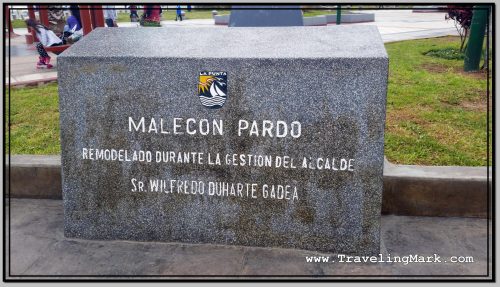 LA PUNTA
MALECON PARDO
REMODELADO DURANTE LA GESTION DEL ALCALDE
SR. WILFREDO DUHARTE GADEA
www.TravelingMark.com